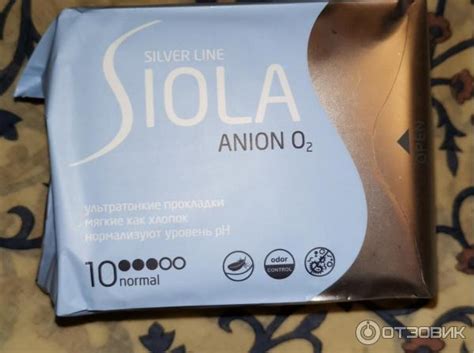 SILVER LINE
SIOLA
ANION O₂
OPEN
ультратонкие прокладки
мягкие как хлопок
нормализуют уровень pH
10
normal
odor
CONTROL
ОТЗОВИК